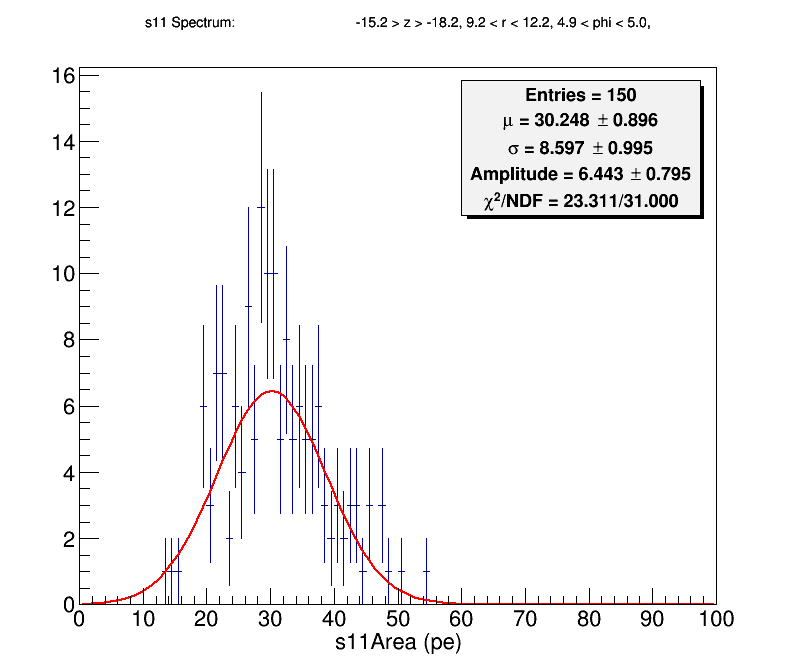 s11 Spectrum: -15.2 > z > -18.2, 9.2 < r < 12.2, 4.9 < phi < 5.0,
Entries = 150
μ = 30.248 ± 0.896
σ = 8.597 ± 0.995
Amplitude = 6.443 ± 0.795
χ²/NDF = 23.311/31.000
16
14
12
10
8
6
4
2
0
0 10 20 30 40 50 60 70 80 90 100
s11Area (pe)